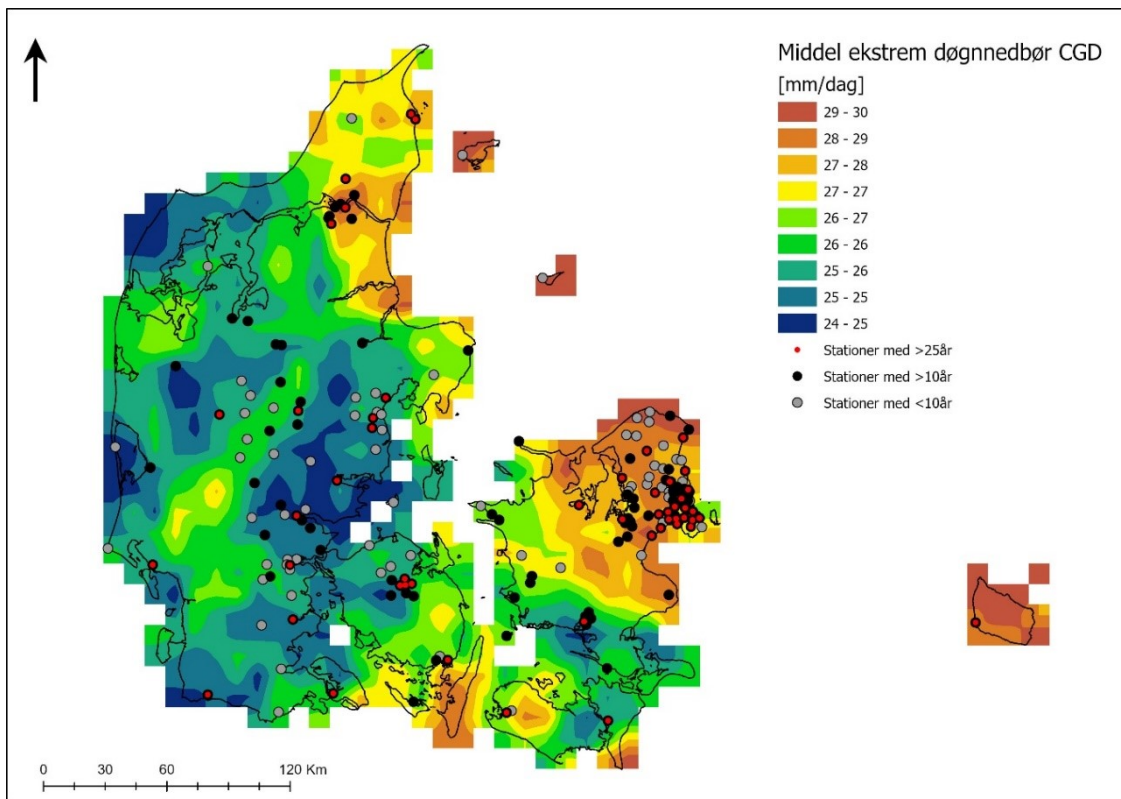 Middel ekstrem døgnnedbør CGD
[mm/dag]
29 - 30
28 - 29
27 - 28
27 - 27
26 - 27
26 - 26
25 - 26
25 - 25
24 - 25
Stationer med >25år
Stationer med >10år
Stationer med <10år
0 30 60 120 Km